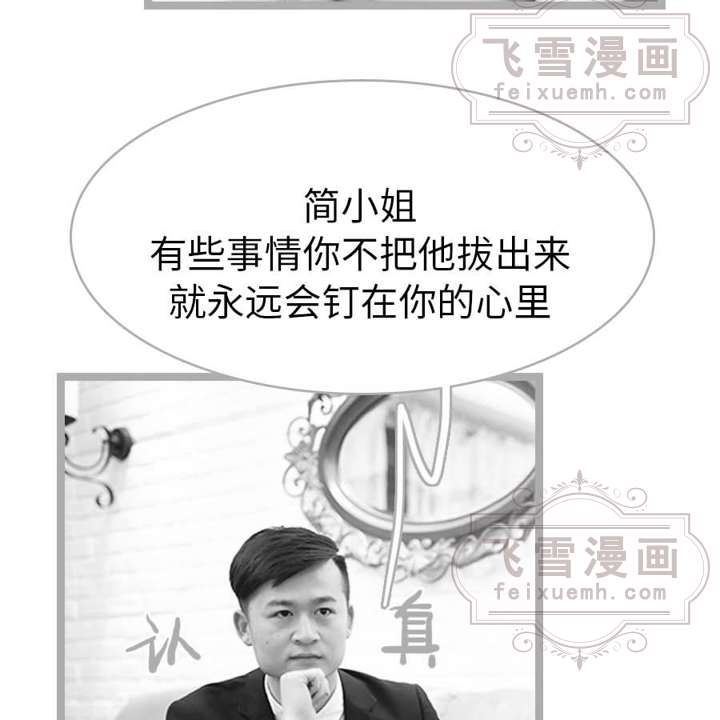 飞雪漫画
feixuemh.com
简小姐
有些事情你不把他拔出来
就永远会钉在你的心里
飞雪漫画
feixuemh.com
认真